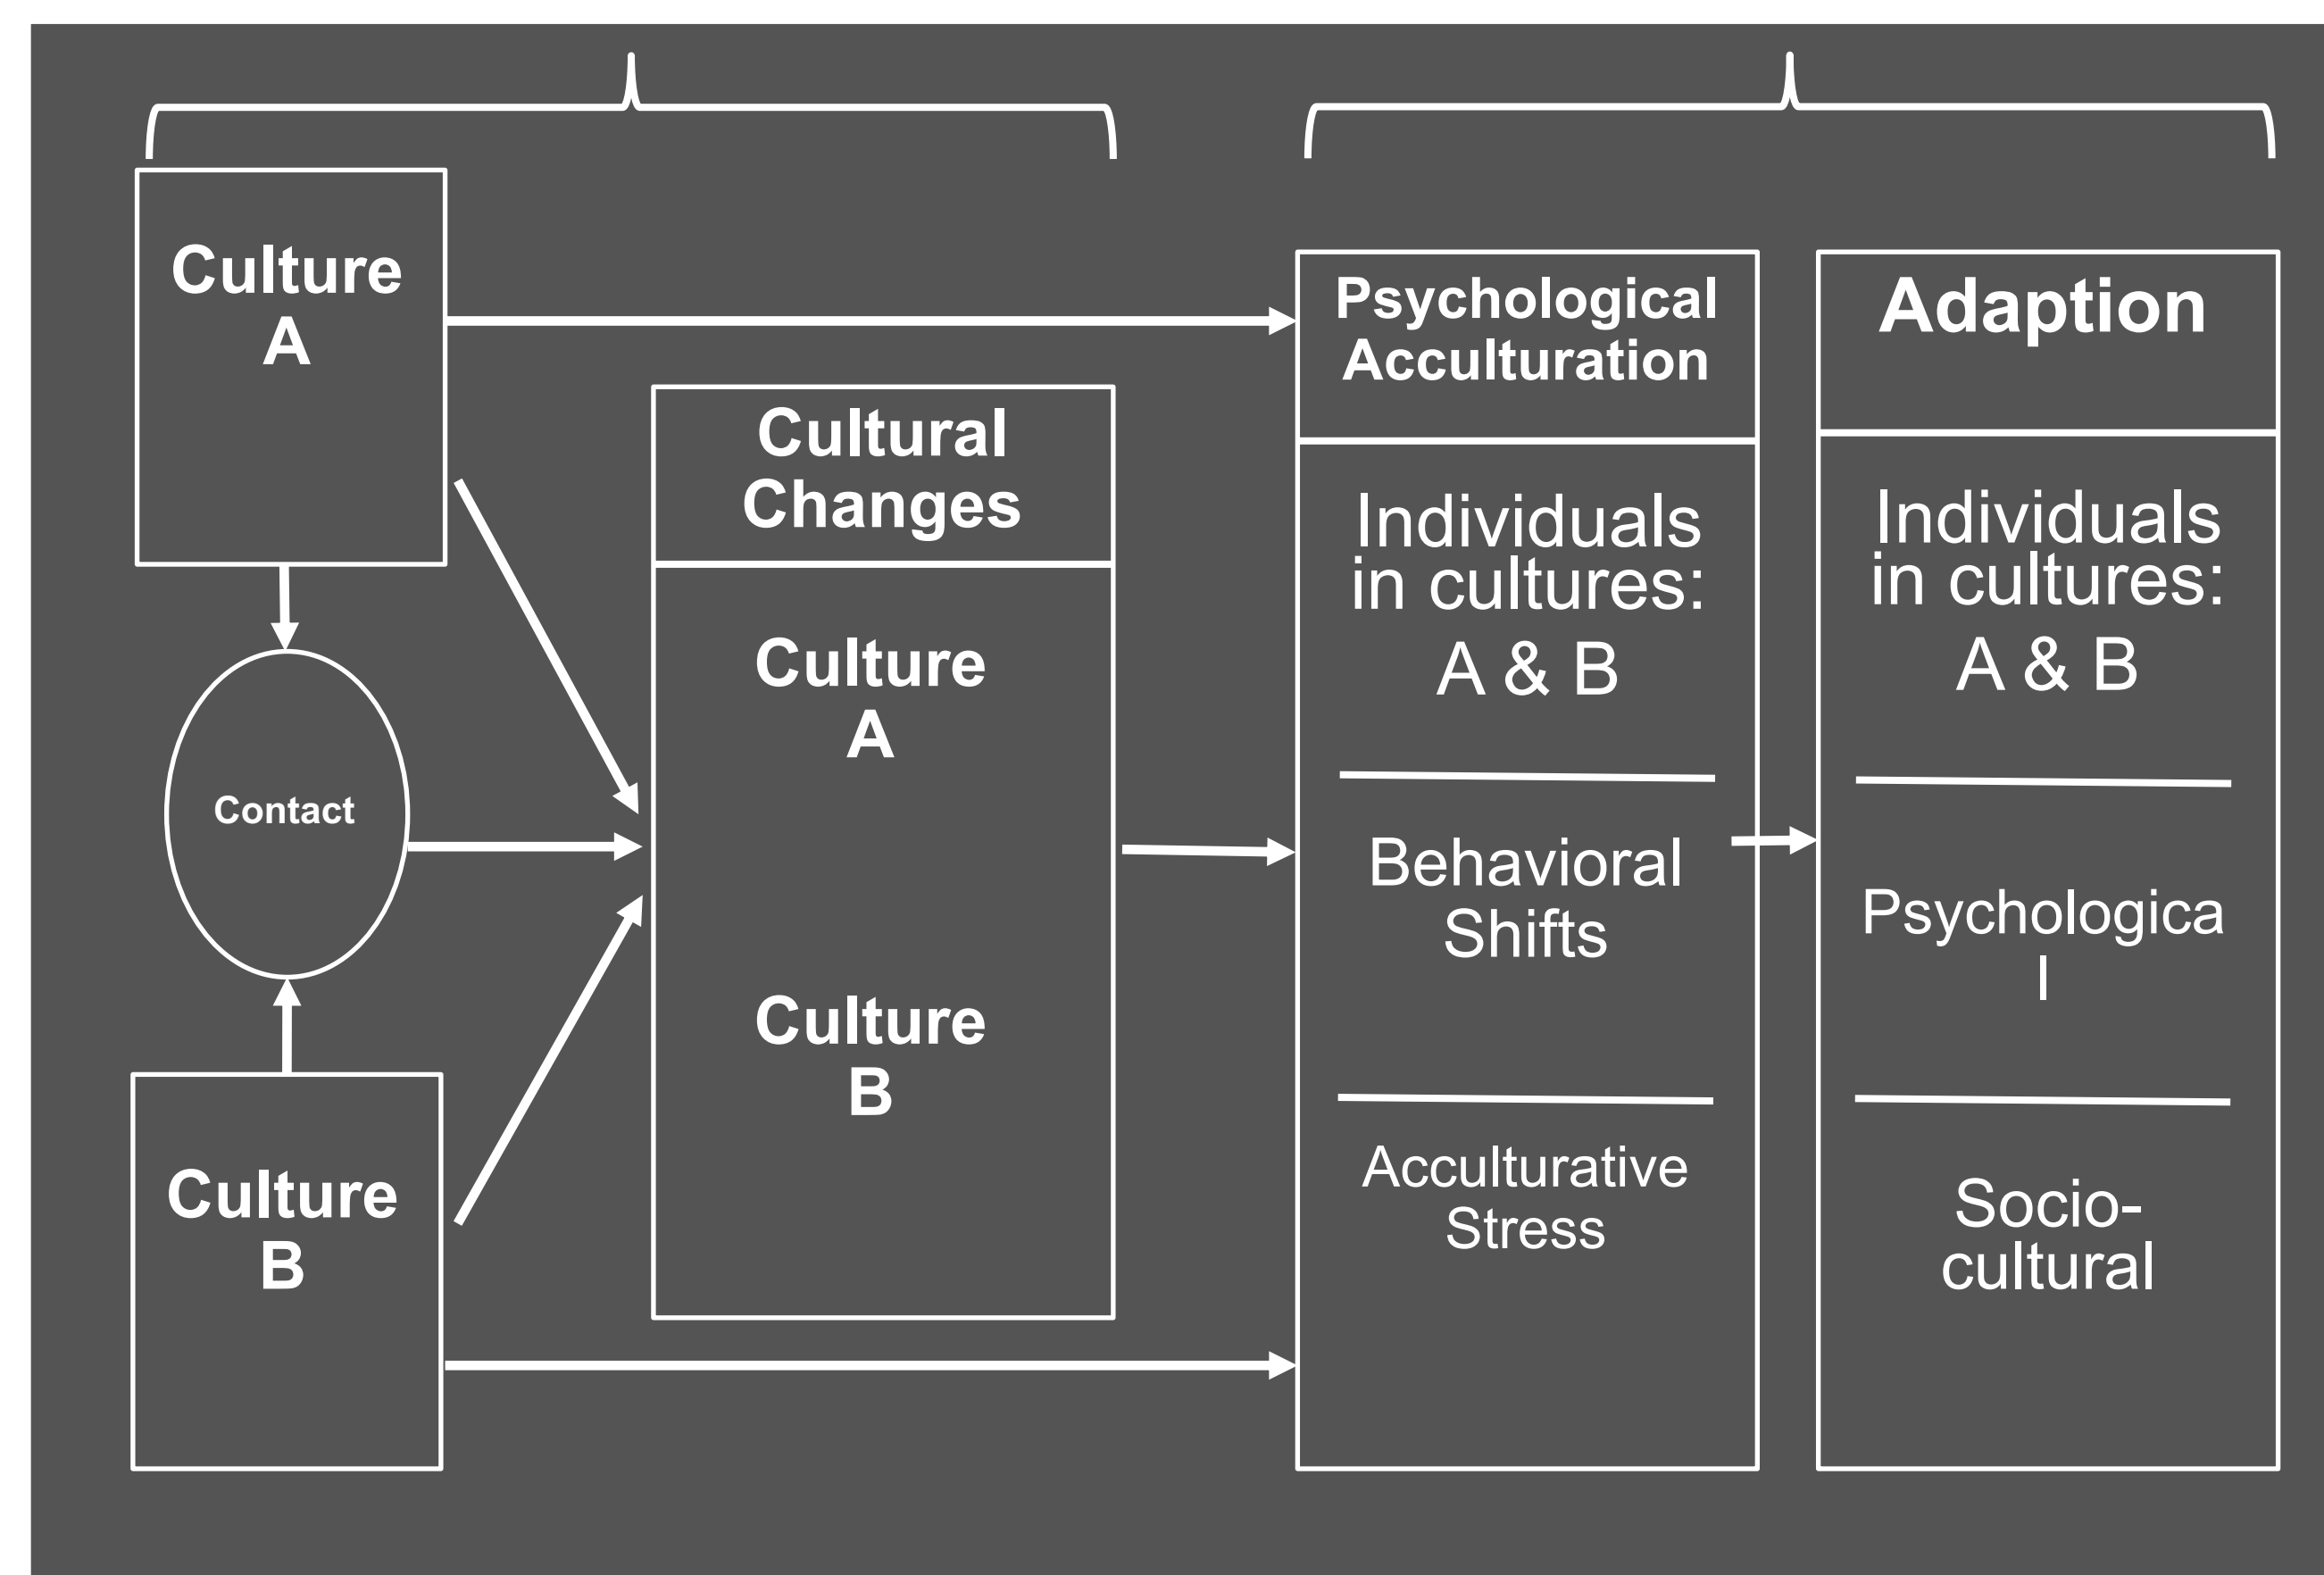 Culture
A
Contact
Culture
B
Cultural
Changes
Culture
A
Culture
B
Psychological
Acculturation
Individuals
in cultures:
A & B
Behavioral
Shifts
Acculturative
Stress
Adaption
Individuals
in cultures:
A & B
Psychologica
l
Socio-
cultural